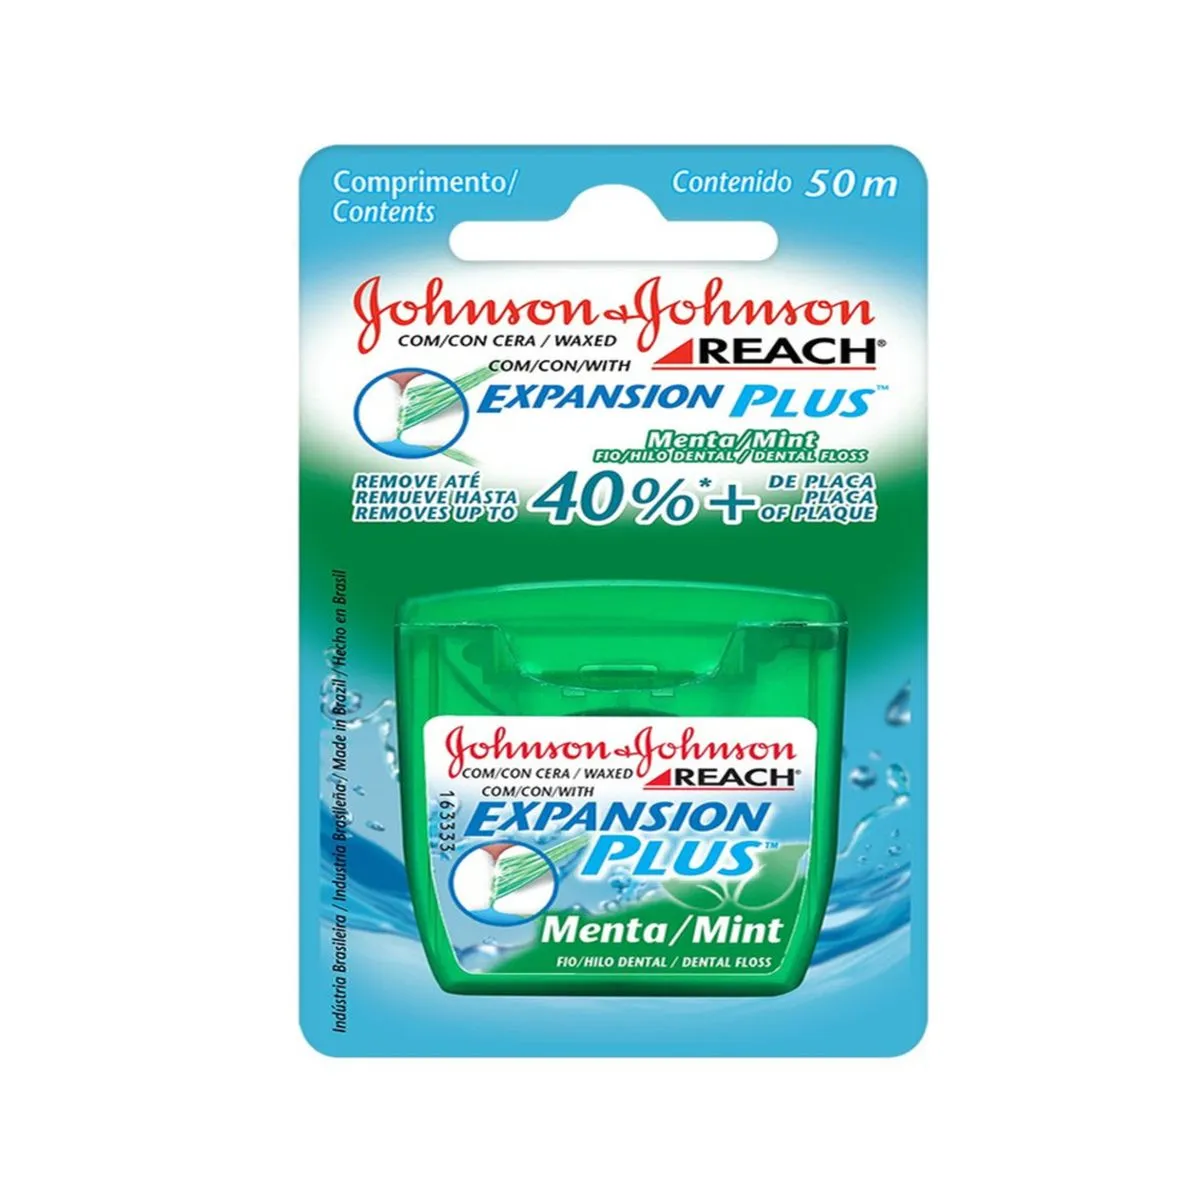 Comprimento/
Contents
Contenido 50 m
Johnson & Johnson
COM/CON CERA / WAXED
REACH®
COM/CON/WITH
EXPANSION PLUS™
Menta/Mint
FIO/HILO DENTAL / DENTAL FLOSS
REMOVE ATÉ
REMUEVE HASTA
REMOVES UP TO
40%*+
DE PLACA
PLACA
OF PLAQUE
Indústria Brasileira / Industria Brasileña / Made in Brazil / Hecho en Brasil
Johnson & Johnson
COM/CON CERA / WAXED
REACH®
COM/CON/WITH
163333
EXPANSION
PLUS™
Menta/Mint
FIO/HILO DENTAL / DENTAL FLOSS